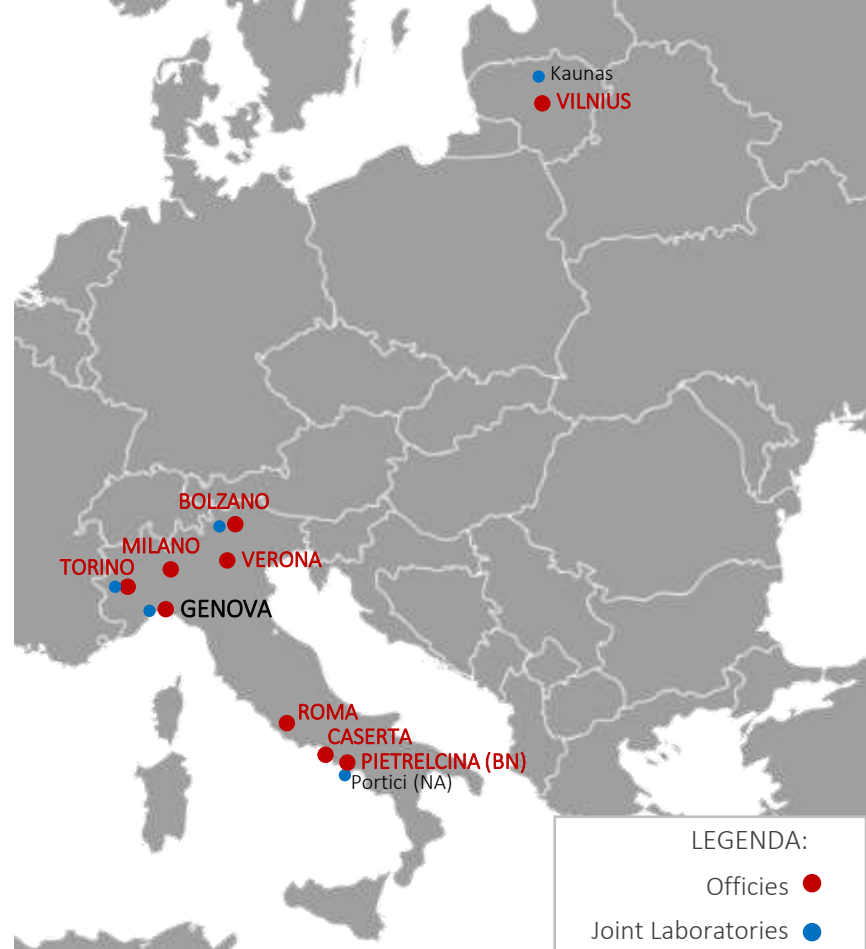 Kaunas
VILNIUS
BOLZANO
MILANO
VERONA
TORINO
GENOVA
ROMA
CASERTA
PIETRELCINA (BN)
Portici (NA)
LEGENDA:
Officies
Joint Laboratories